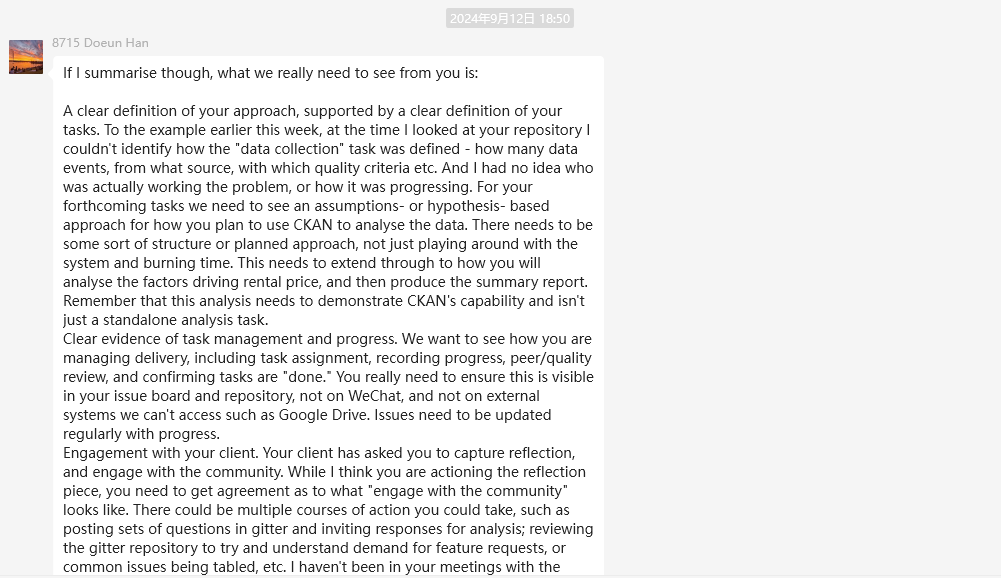 2024年9月12日 18:50
8715 Doeun Han
If I summarise though, what we really need to see from you is:
A clear definition of your approach, supported by a clear definition of your
tasks. To the example earlier this week, at the time I looked at your repository I
couldn't identify how the "data collection" task was defined - how many data
events, from what source, with which quality criteria etc. And I had no idea who
was actually working the problem, or how it was progressing. For your
forthcoming tasks we need to see an assumptions- or hypothesis- based
approach for how you plan to use CKAN to analyse the data. There needs to be
some sort of structure or planned approach, not just playing around with the
system and burning time. This needs to extend through to how you will
analyse the factors driving rental price, and then produce the summary report.
Remember that this analysis needs to demonstrate CKAN's capability and isn't
just a standalone analysis task.
Clear evidence of task management and progress. We want to see how you are
managing delivery, including task assignment, recording progress, peer/quality
review, and confirming tasks are "done." You really need to ensure this is visible
in your issue board and repository, not on WeChat, and not on external
systems we can't access such as Google Drive. Issues need to be updated
regularly with progress.
Engagement with your client. Your client has asked you to capture reflection,
and engage with the community. While I think you are actioning the reflection
piece, you need to get agreement as to what "engage with the community"
looks like. There could be multiple courses of action you could take, such as
posting sets of questions in gitter and inviting responses for analysis; reviewing
the gitter repository to try and understand demand for feature requests, or
common issues being tabled, etc. I haven't been in your meetings with the